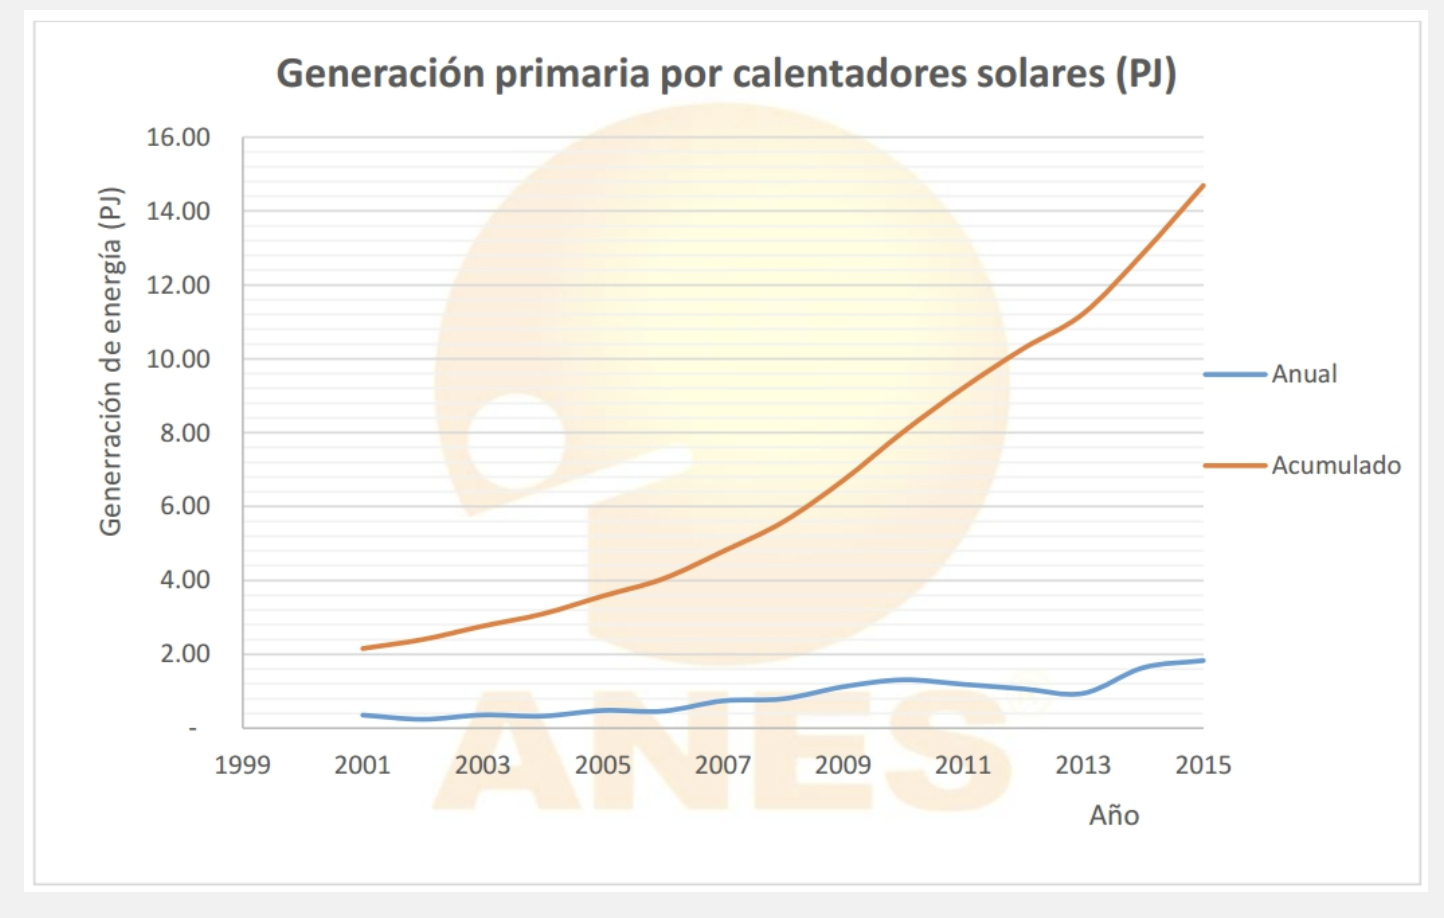 Generación primaria por calentadores solares (PJ)
Generración de energía (PJ)
16.00
14.00
12.00
10.00
8.00
6.00
4.00
2.00
-
1999 2001 2003 2005 2007 2009 2011 2013 2015
Año
Anual
Acumulado
ANES®